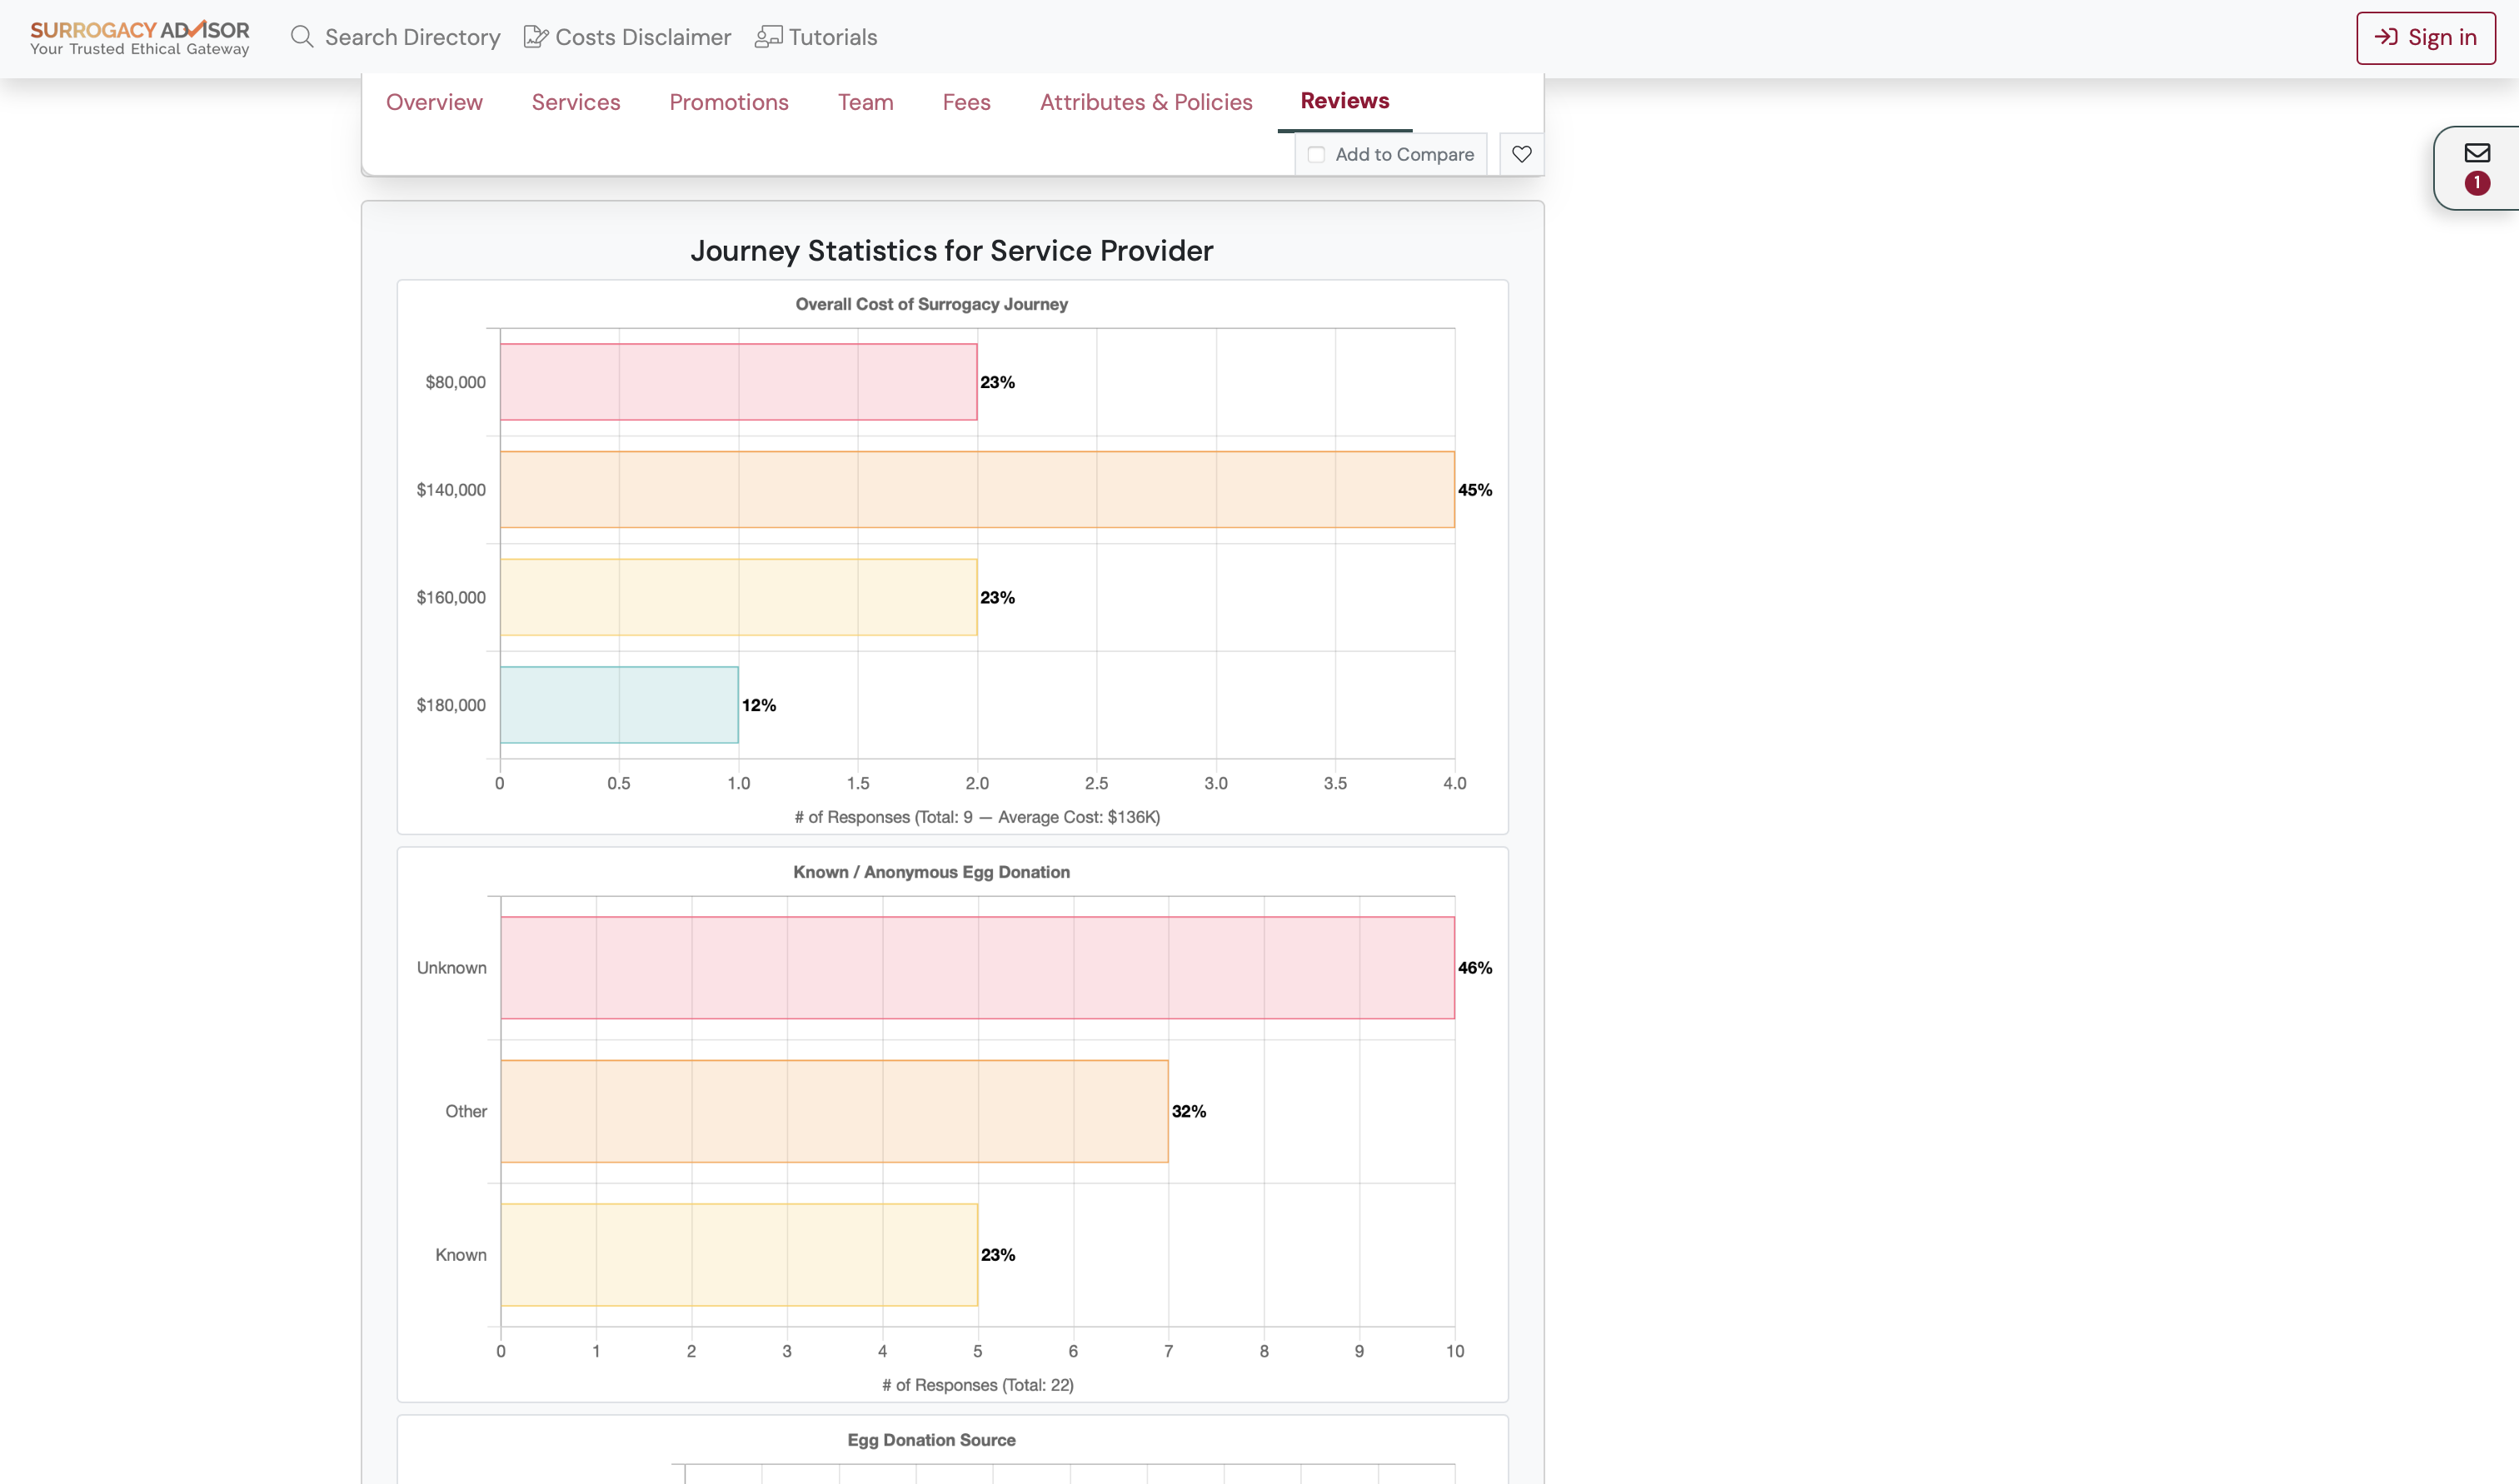 SURROGACY ADVISOR
Your Trusted Ethical Gateway
Search Directory
Costs Disclaimer
Tutorials
Sign in
Overview
Services
Promotions
Team
Fees
Attributes & Policies
Reviews
Add to Compare
1
Journey Statistics for Service Provider
Overall Cost of Surrogacy Journey
$80,000
23%
$140,000
45%
$160,000
23%
$180,000
12%
0 0.5 1.0 1.5 2.0 2.5 3.0 3.5 4.0
# of Responses (Total: 9 — Average Cost: $136K)
Known / Anonymous Egg Donation
Unknown
46%
Other
32%
Known
23%
0 1 2 3 4 5 6 7 8 9 10
# of Responses (Total: 22)
Egg Donation Source